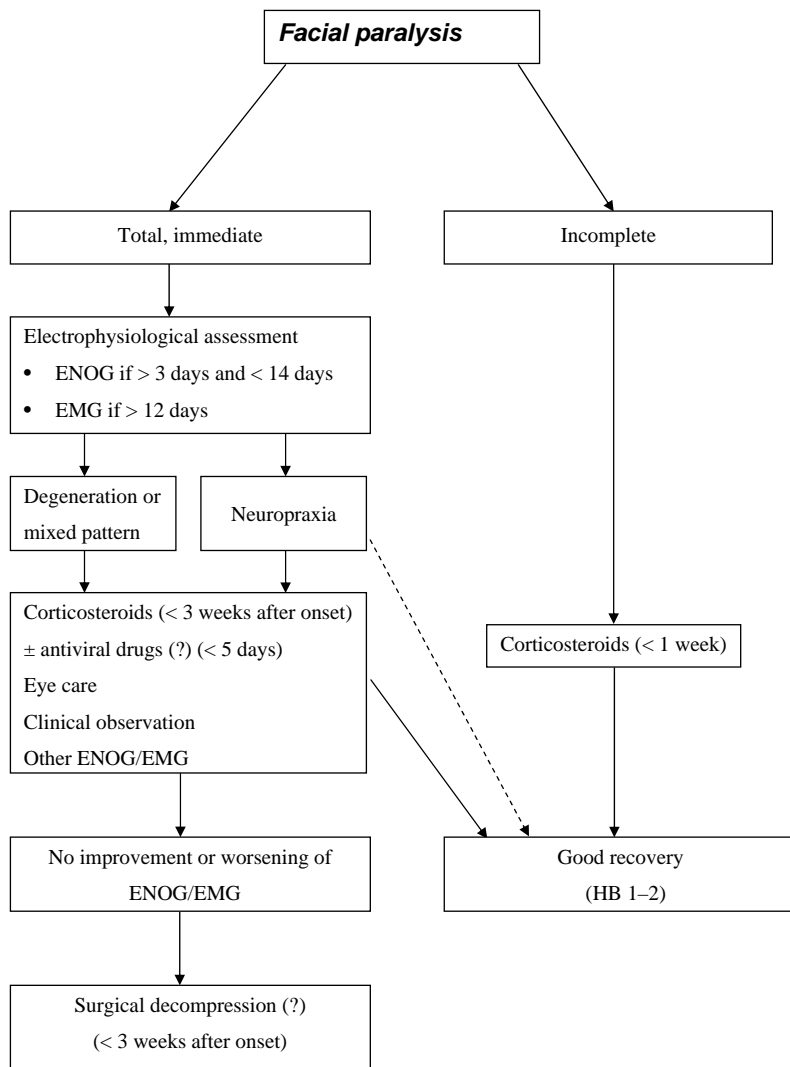 Facial paralysis
Total, immediate
Incomplete
Electrophysiological assessment
• ENOG if > 3 days and < 14 days
• EMG if > 12 days
Degeneration or
mixed pattern
Neuropraxia
Corticosteroids (< 3 weeks after onset)
± antiviral drugs (?) (< 5 days)
Eye care
Clinical observation
Other ENOG/EMG
Corticosteroids (< 1 week)
No improvement or worsening of
ENOG/EMG
Good recovery
(HB 1–2)
Surgical decompression (?)
(< 3 weeks after onset)